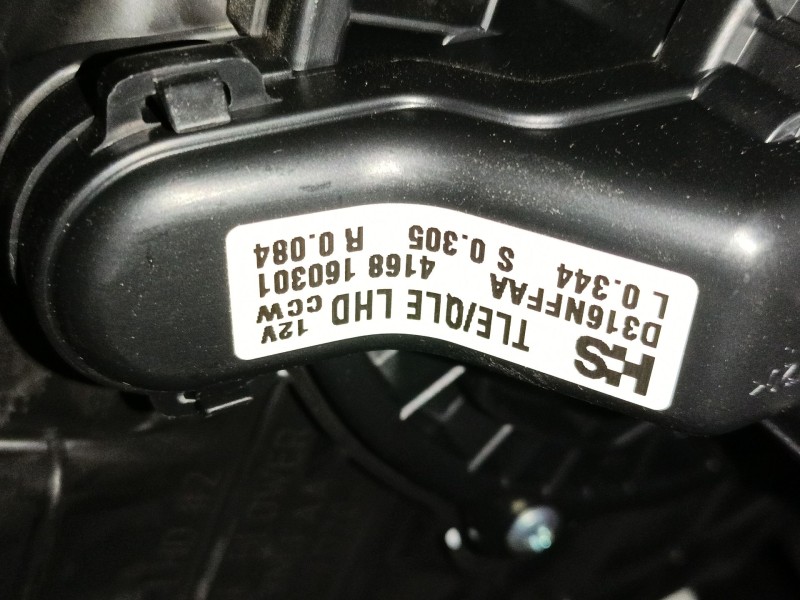 HS TLE/QLE LHD 12V CCW
D316NFFAA 4168 160301
L 0.344 S 0.305 R 0.084